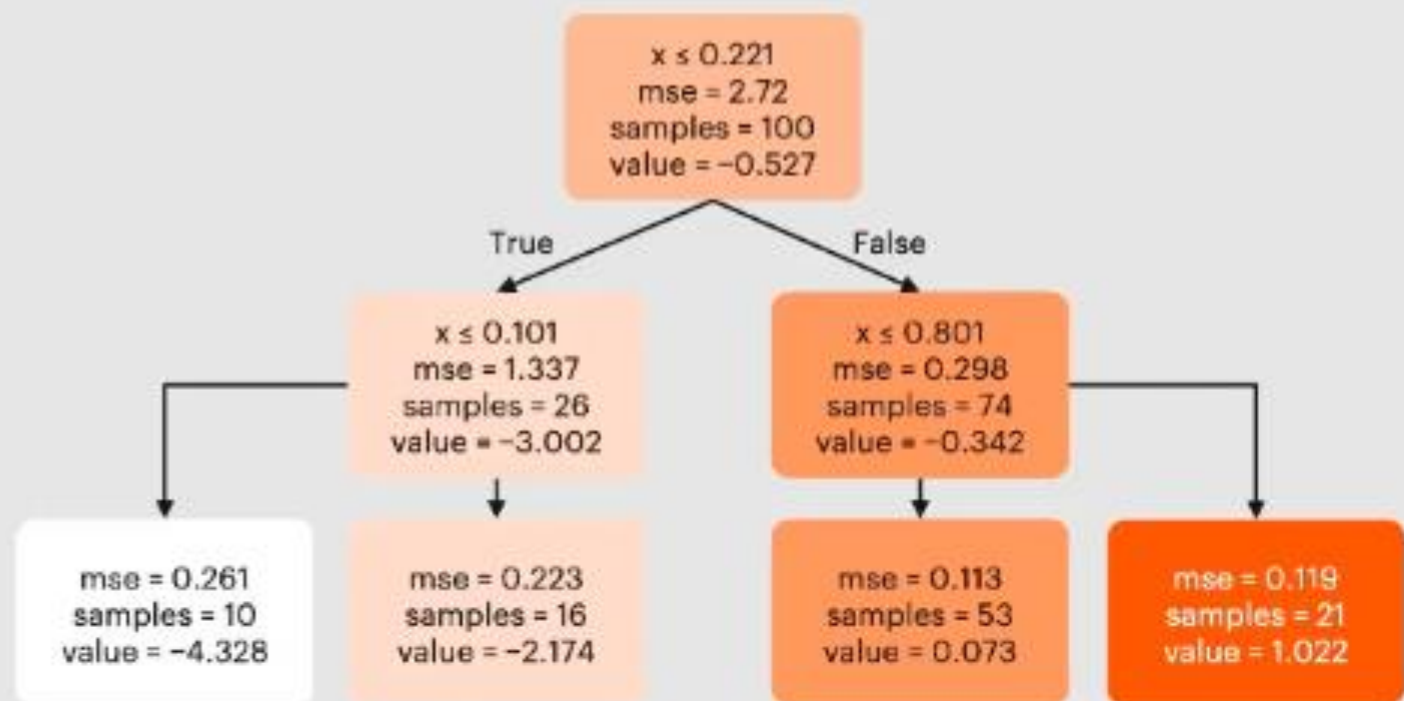 x ≤ 0.221
mse = 2.72
samples = 100
value = −0.527
True
False
x ≤ 0.101
mse = 1.337
samples = 26
value = −3.002
x ≤ 0.801
mse = 0.298
samples = 74
value = −0.342
mse = 0.261
samples = 10
value = −4.328
mse = 0.223
samples = 16
value = −2.174
mse = 0.113
samples = 53
value = 0.073
mse = 0.119
samples = 21
value = 1.022